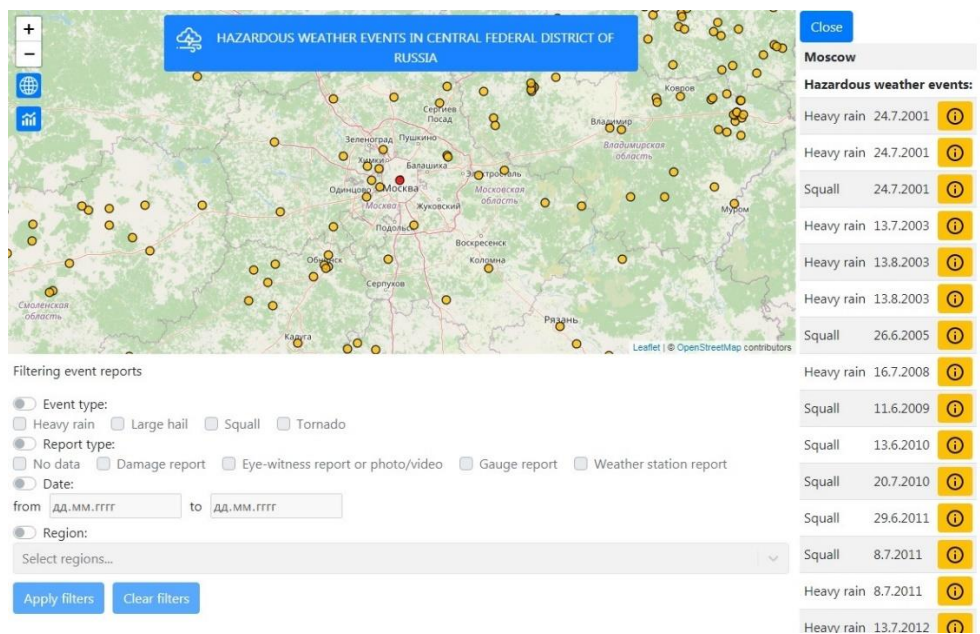 +
HAZARDOUS WEATHER EVENTS IN CENTRAL FEDERAL DISTRICT OF
RUSSIA
−
Ковров
Сергиев
Посад
Владимир
Зеленоград Пушкино
Владимирская
область
Химки
Балашиха
Электросталь
Одинцово Москва
Московская
область
Москва
Жуковский
Муром
Подольск
Воскресенск
Обнинск
Коломна
Серпухов
Смоленская
область
Рязань
Калуга
Leaflet | © OpenStreetMap contributors
Filtering event reports
Event type:
Heavy rain Large hail Squall Tornado
Report type:
No data Damage report Eye-witness report or photo/video Gauge report Weather station report
Date:
from дд.мм.гггг to дд.мм.гггг
Region:
Select regions...
Apply filters Clear filters
Close
Moscow
Hazardous weather events:
Heavy rain 24.7.2001
Heavy rain 24.7.2001
Squall 24.7.2001
Heavy rain 13.7.2003
Heavy rain 13.8.2003
Heavy rain 13.8.2003
Squall 26.6.2005
Heavy rain 16.7.2008
Squall 11.6.2009
Squall 13.6.2010
Squall 20.7.2010
Squall 29.6.2011
Squall 8.7.2011
Heavy rain 8.7.2011
Heavy rain 13.7.2012